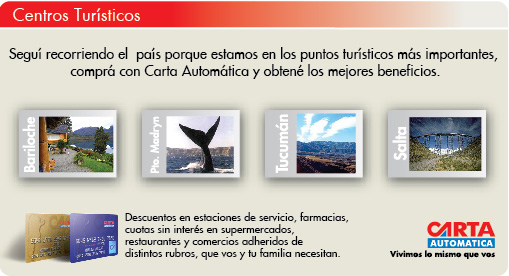 Centros Turísticos
Seguí recorriendo el país porque estamos en los puntos turísticos más importantes,
comprá con Carta Automática y obtené los mejores beneficios.
Bariloche
Pto. Madryn
Tucumán
Salta
Descuentos en estaciones de servicio, farmacias,
cuotas sin interés en supermercados,
restaurantes y comercios adheridos de
distintos rubros, que vos y tu familia necesitan.
CARTA
CARTA
AUTOMATICA
Vivimos lo mismo que vos